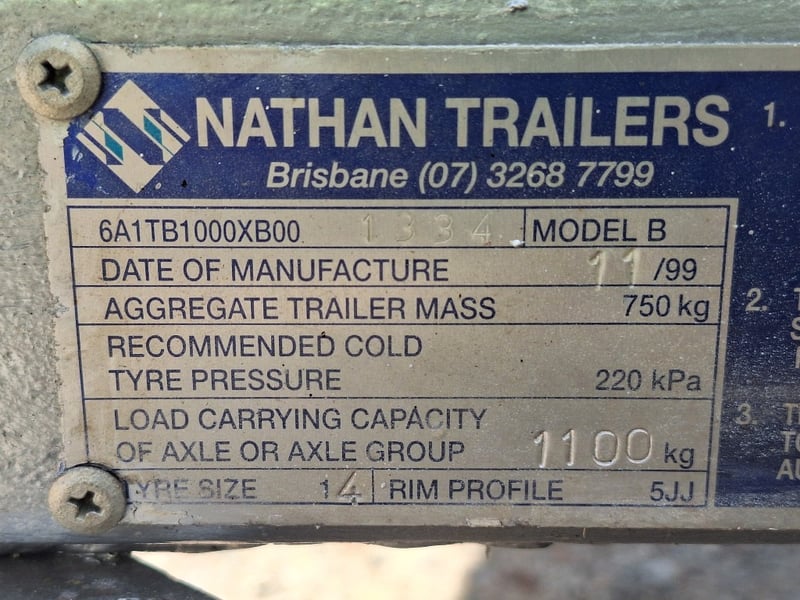 NATHAN TRAILERS
Brisbane (07) 3268 7799
6A1TB1000XB00 1334 MODEL B
DATE OF MANUFACTURE 11/99
AGGREGATE TRAILER MASS 750 kg
RECOMMENDED COLD
TYRE PRESSURE 220 kPa
LOAD CARRYING CAPACITY
OF AXLE OR AXLE GROUP 1100 kg
TYRE SIZE 14 RIM PROFILE 5JJ
1.
2.
3.